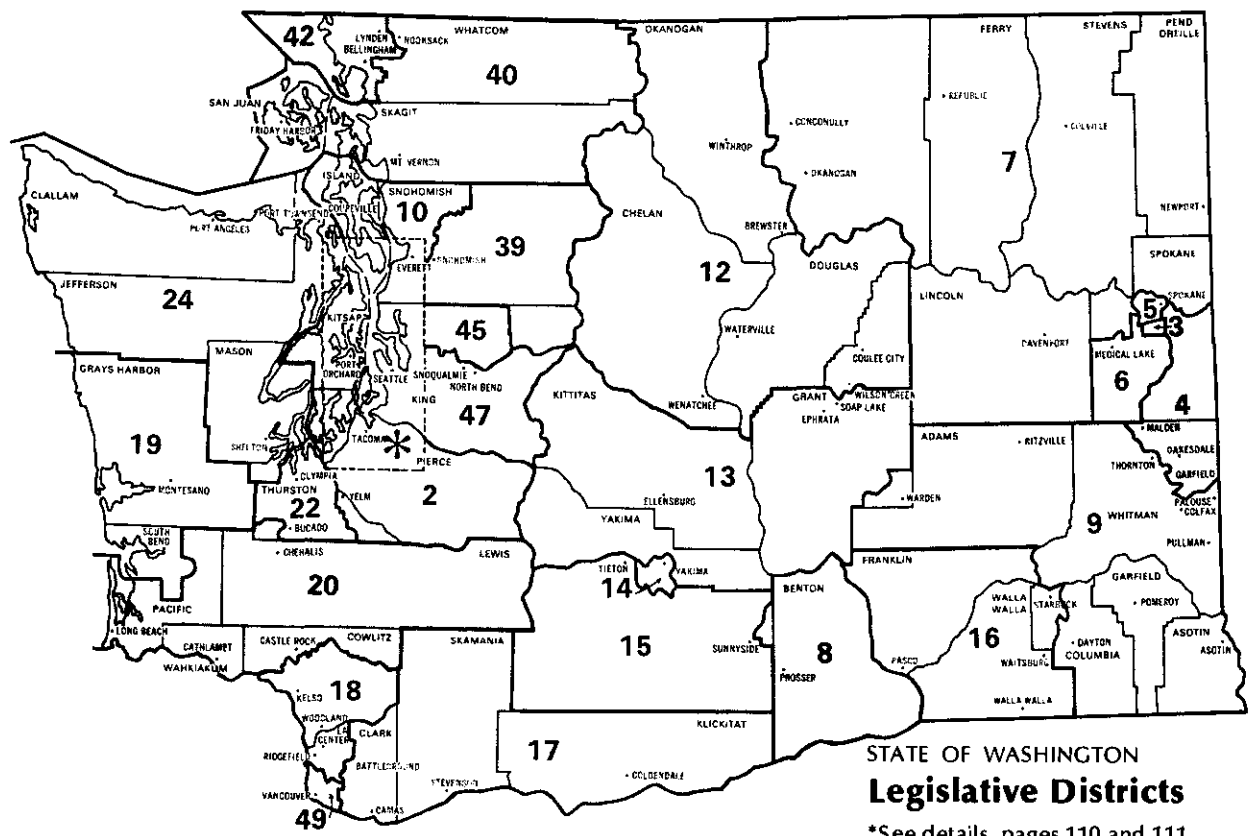 42
LYNDEN
NOOKSACK
BELLINGHAM
WHATCOM
OKANOGAN
FERRY
STEVENS
PEND
OREILLE
40
SAN JUAN
FRIDAY HARBOR
SKAGIT
MT VERNON
REPUBLIC
COLVILLE
CONCONULLY
WINTHROP
OKANOGAN
7
NEWPORT
CLALLAM
PORT ANGELES
PORT TOWNSEND
ISLAND
COUPEVILLE
SNOHOMISH
10
39
EVERETT
SNOHOMISH
CHELAN
BREWSTER
12
DOUGLAS
SPOKANE
SPOKANE
5
3
JEFFERSON
24
KITSAP
45
WATERVILLE
LINCOLN
DAVENPORT
COULEE CITY
MEDICAL LAKE
6
4
MASON
PORT
ORCHARD
SEATTLE
SNOQUALMIE
NORTH BEND
KING
47
GRAYS HARBOR
KITTITAS
WENATCHEE
GRANT
WILSON CREEK
SOAP LAKE
EPHRATA
19
SHELTON
TACOMA
*
PIERCE
ADAMS
RITZVILLE
MALDEN
OAKESDALE
THORNTON
GARFIELD
MONTESANO
OLYMPIA
THURSTON
22
YELM
2
ELLENSBURG
13
WARDEN
PALOUSE
COLFAX
9
WHITMAN
PULLMAN
BUCADO
YAKIMA
SOUTH
BEND
CHEHALIS
LEWIS
20
TIETON
YAKIMA
14
BENTON
FRANKLIN
GARFIELD
POMEROY
PACIFIC
LONG BEACH
WALLA
WALLA
STARBUCK
16
ASOTIN
ASOTIN
CATHLAMET
WAHKIAKUM
CASTLE ROCK
COWLITZ
SKAMANIA
15
SUNNYSIDE
8
PROSSER
PASCO
DAYTON
COLUMBIA
WAITSBURG
WALLA WALLA
18
KELSO
WOODLAND
LA
CENTER
CLARK
RIDGEFIELD
BATTLEGROUND
VANCOUVER
49
CAMAS
STEVENSON
KLICKITAT
17
GOLDENDALE
STATE OF WASHINGTON
Legislative Districts
*See details, pages 110 and 111